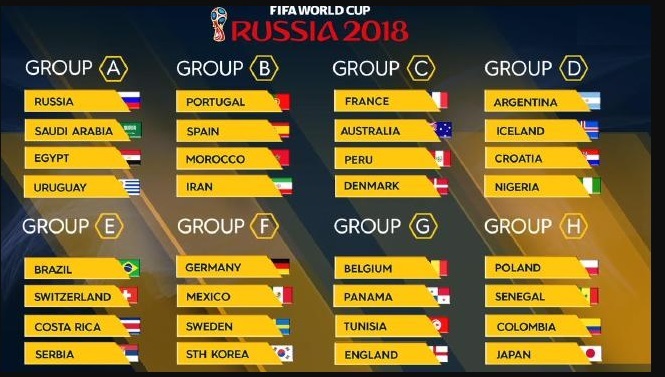 FIFA WORLD CUP
RUSSIA 2018
GROUP A
RUSSIA
SAUDI ARABIA
EGYPT
URUGUAY
GROUP B
PORTUGAL
SPAIN
MOROCCO
IRAN
GROUP C
FRANCE
AUSTRALIA
PERU
DENMARK
GROUP D
ARGENTINA
ICELAND
CROATIA
NIGERIA
GROUP E
BRAZIL
SWITZERLAND
COSTA RICA
SERBIA
GROUP F
GERMANY
MEXICO
SWEDEN
STH KOREA
GROUP G
BELGIUM
PANAMA
TUNISIA
ENGLAND
GROUP H
POLAND
SENEGAL
COLOMBIA
JAPAN